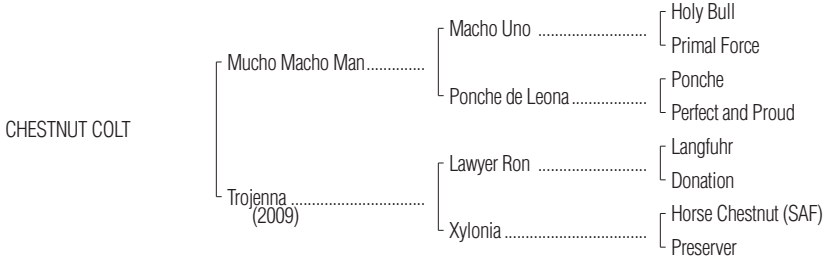 Holy Bull
Macho Uno ..........................
Primal Force
Mucho Macho Man..............
Ponche
Ponche de Leona..................
Perfect and Proud
CHESTNUT COLT
Langfuhr
Lawyer Ron ..........................
Donation
Trojenna ................................
(2009)
Horse Chestnut (SAF)
Xylonia ..................................
Preserver